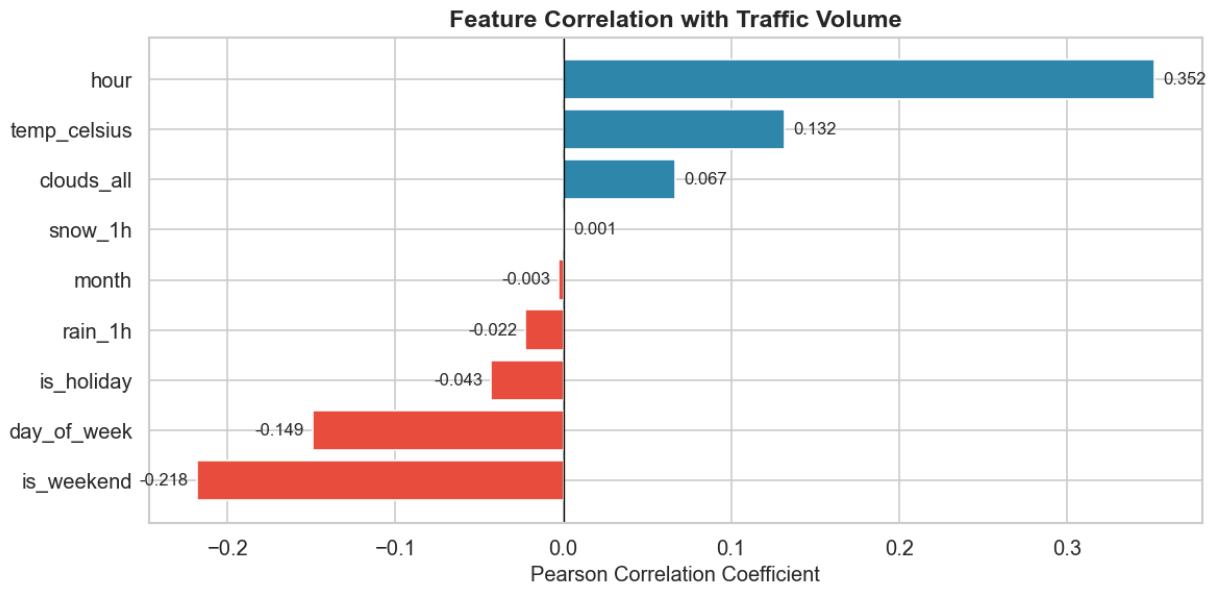 Feature Correlation with Traffic Volume
hour 0.352
temp_celsius 0.132
clouds_all 0.067
snow_1h 0.001
month -0.003
rain_1h -0.022
is_holiday -0.043
day_of_week -0.149
is_weekend -0.218
−0.2 −0.1 0.0 0.1 0.2 0.3
Pearson Correlation Coefficient